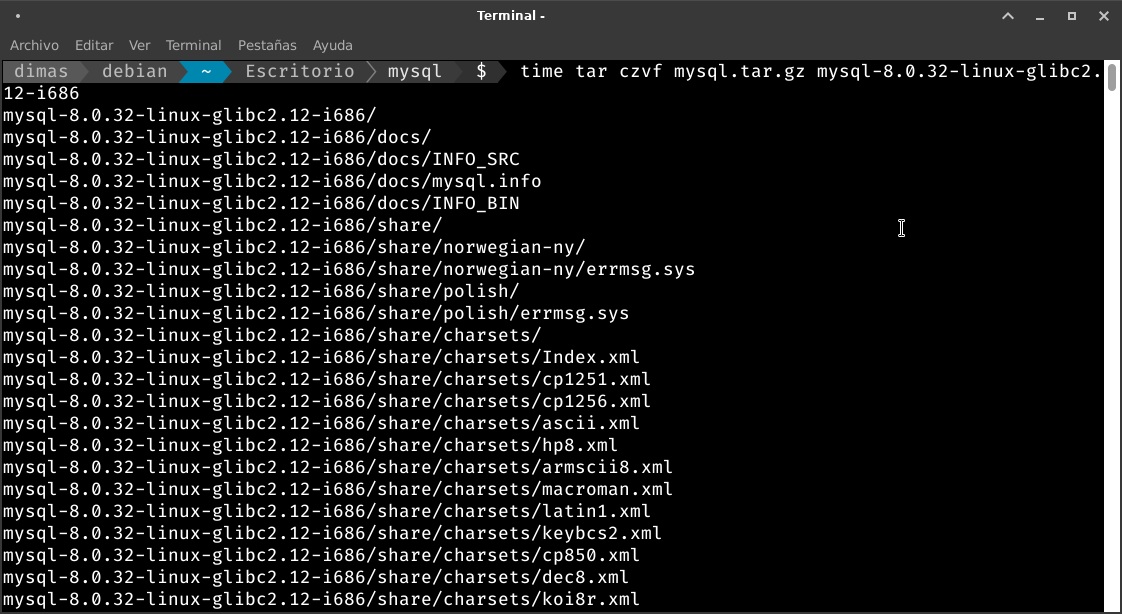 Terminal -
Archivo Editar Ver Terminal Pestañas Ayuda
dimas debian ~ Escritorio mysql $ time tar czvf mysql.tar.gz mysql-8.0.32-linux-glibc2.
12-i686
mysql-8.0.32-linux-glibc2.12-i686/
mysql-8.0.32-linux-glibc2.12-i686/docs/
mysql-8.0.32-linux-glibc2.12-i686/docs/INFO_SRC
mysql-8.0.32-linux-glibc2.12-i686/docs/mysql.info
mysql-8.0.32-linux-glibc2.12-i686/docs/INFO_BIN
mysql-8.0.32-linux-glibc2.12-i686/share/
mysql-8.0.32-linux-glibc2.12-i686/share/norwegian-ny/
mysql-8.0.32-linux-glibc2.12-i686/share/norwegian-ny/errmsg.sys
mysql-8.0.32-linux-glibc2.12-i686/share/polish/
mysql-8.0.32-linux-glibc2.12-i686/share/polish/errmsg.sys
mysql-8.0.32-linux-glibc2.12-i686/share/charsets/
mysql-8.0.32-linux-glibc2.12-i686/share/charsets/Index.xml
mysql-8.0.32-linux-glibc2.12-i686/share/charsets/cp1251.xml
mysql-8.0.32-linux-glibc2.12-i686/share/charsets/cp1256.xml
mysql-8.0.32-linux-glibc2.12-i686/share/charsets/ascii.xml
mysql-8.0.32-linux-glibc2.12-i686/share/charsets/hp8.xml
mysql-8.0.32-linux-glibc2.12-i686/share/charsets/armscii8.xml
mysql-8.0.32-linux-glibc2.12-i686/share/charsets/macroman.xml
mysql-8.0.32-linux-glibc2.12-i686/share/charsets/latin1.xml
mysql-8.0.32-linux-glibc2.12-i686/share/charsets/keybcs2.xml
mysql-8.0.32-linux-glibc2.12-i686/share/charsets/cp850.xml
mysql-8.0.32-linux-glibc2.12-i686/share/charsets/dec8.xml
mysql-8.0.32-linux-glibc2.12-i686/share/charsets/koi8r.xml